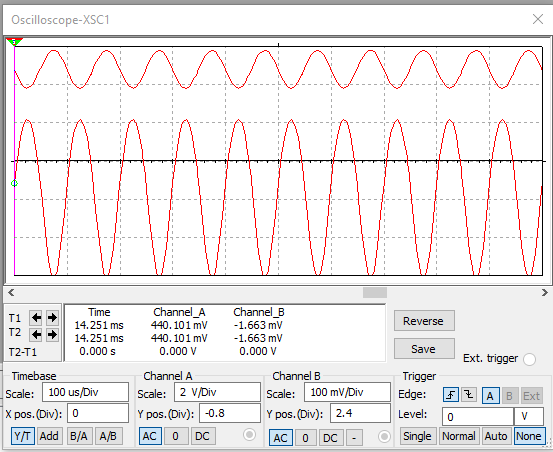 Oscilloscope-XSC1
T1
T2
T2-T1
Time Channel_A Channel_B
14.251 ms 440.101 mV -1.663 mV
14.251 ms 440.101 mV -1.663 mV
0.000 s 0.000 V 0.000 V
Reverse
Save
Ext. trigger
Timebase
Scale: 100 us/Div
X pos.(Div): 0
Y/T Add B/A A/B
Channel A
Scale: 2 V/Div
Y pos.(Div): -0.8
AC 0 DC
Channel B
Scale: 100 mV/Div
Y pos.(Div): 2.4
AC 0 DC -
Trigger
Edge: A B Ext
Level: 0 V
Single Normal Auto None